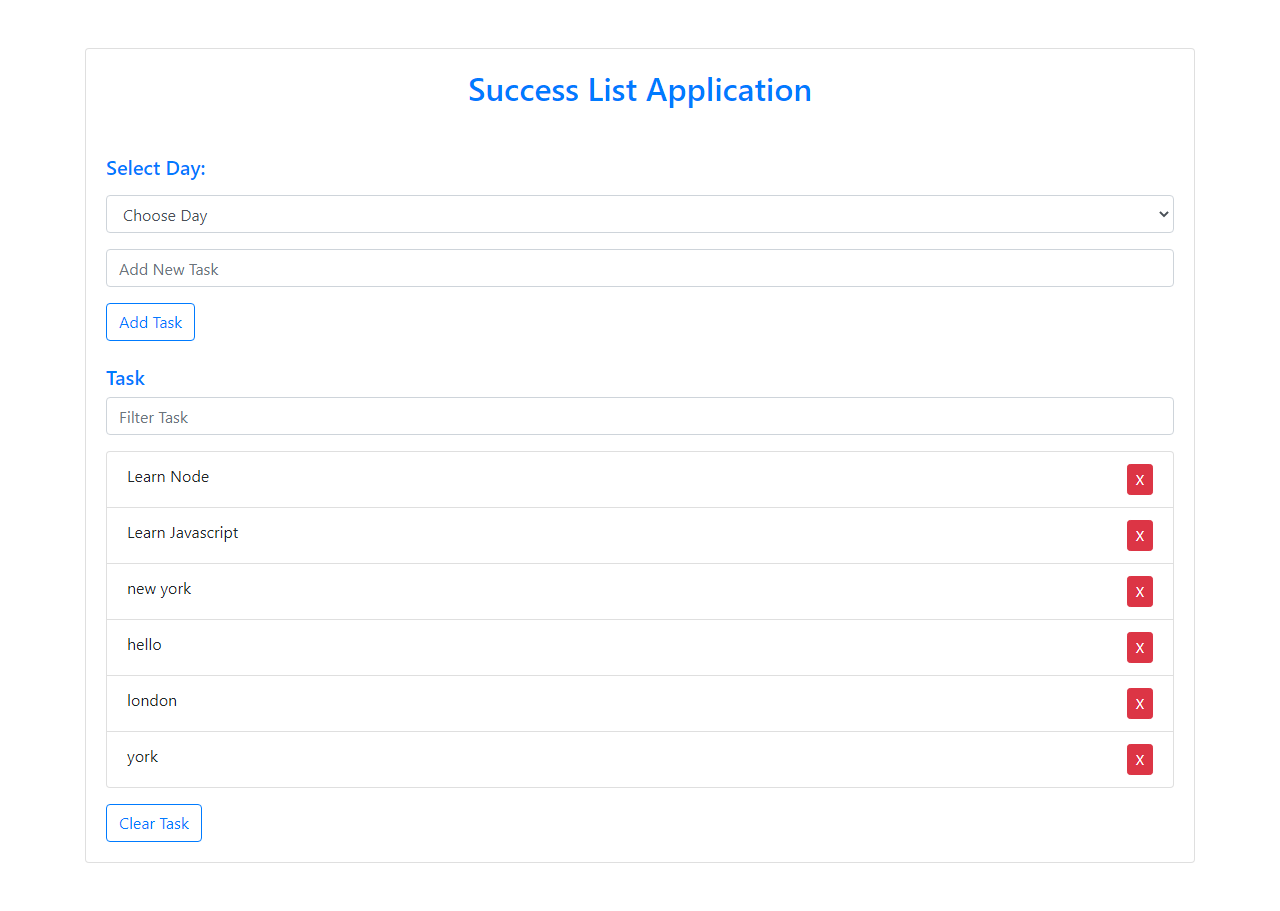 Success List Application
Select Day:
Choose Day
Add New Task
Add Task
Task
Filter Task
Learn Node X
Learn Javascript X
new york X
hello X
london X
york X
Clear Task